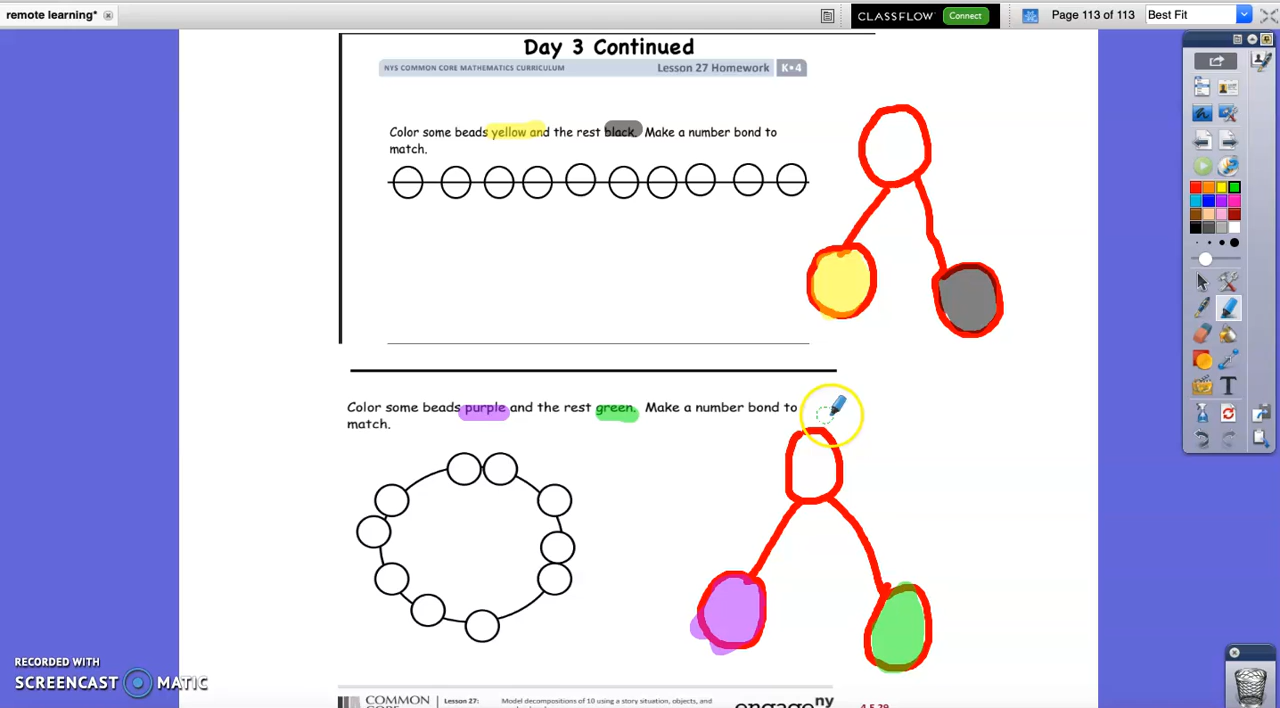 remote learning*
CLASSFLOW Connect
Page 113 of 113
Best Fit
Day 3 Continued
NYS COMMON CORE MATHEMATICS CURRICULUM
Lesson 27 Homework
K•4
Color some beads yellow and the rest black. Make a number bond to
match.
Color some beads purple and the rest green. Make a number bond to
match.
T
RECORDED WITH
SCREENCAST MATIC
COMMON
Lesson 27:
Model decompositions of 10 using a story situation, objects, and
engage ny